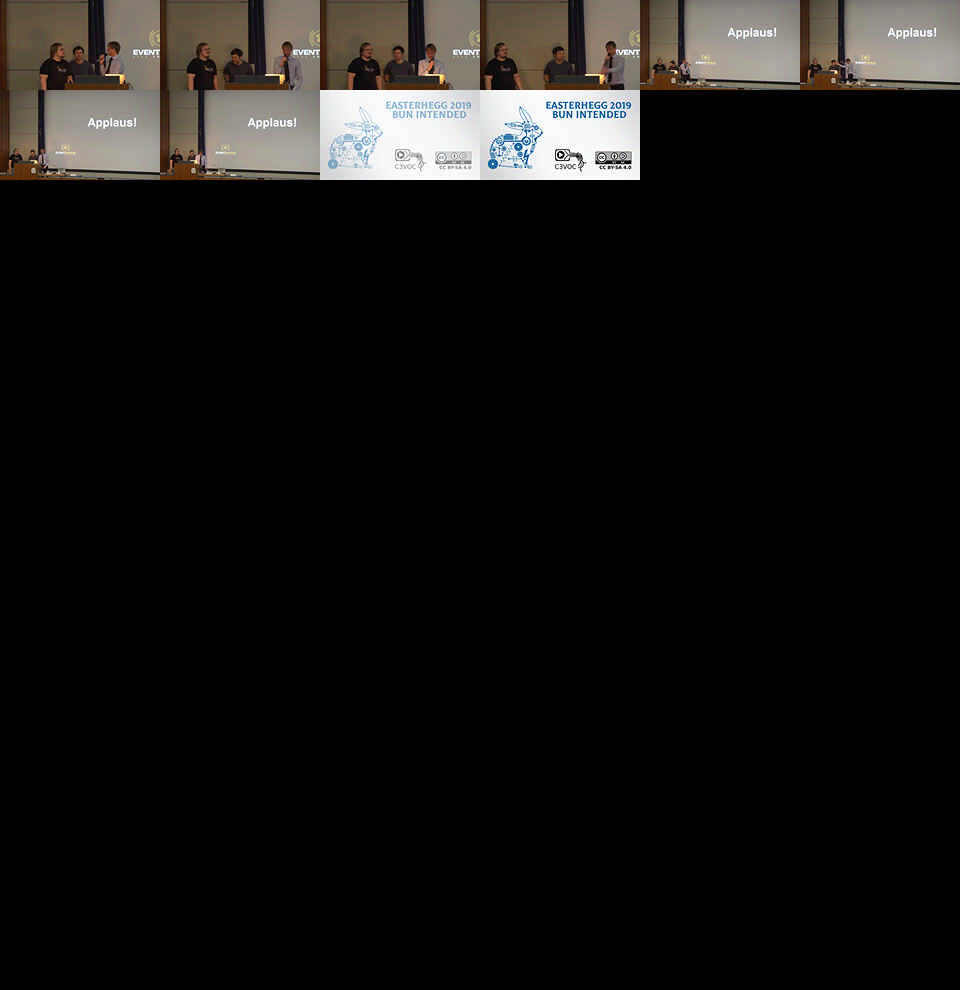 EVENT
EVENT
EVENT
EVENT
Applaus!
Applaus!
Applaus!
Applaus!
EASTERHEGG 2019
BUN INTENDED
C3VOC
CC BY-SA 4.0
EASTERHEGG 2019
BUN INTENDED
C3VOC
CC BY-SA 4.0